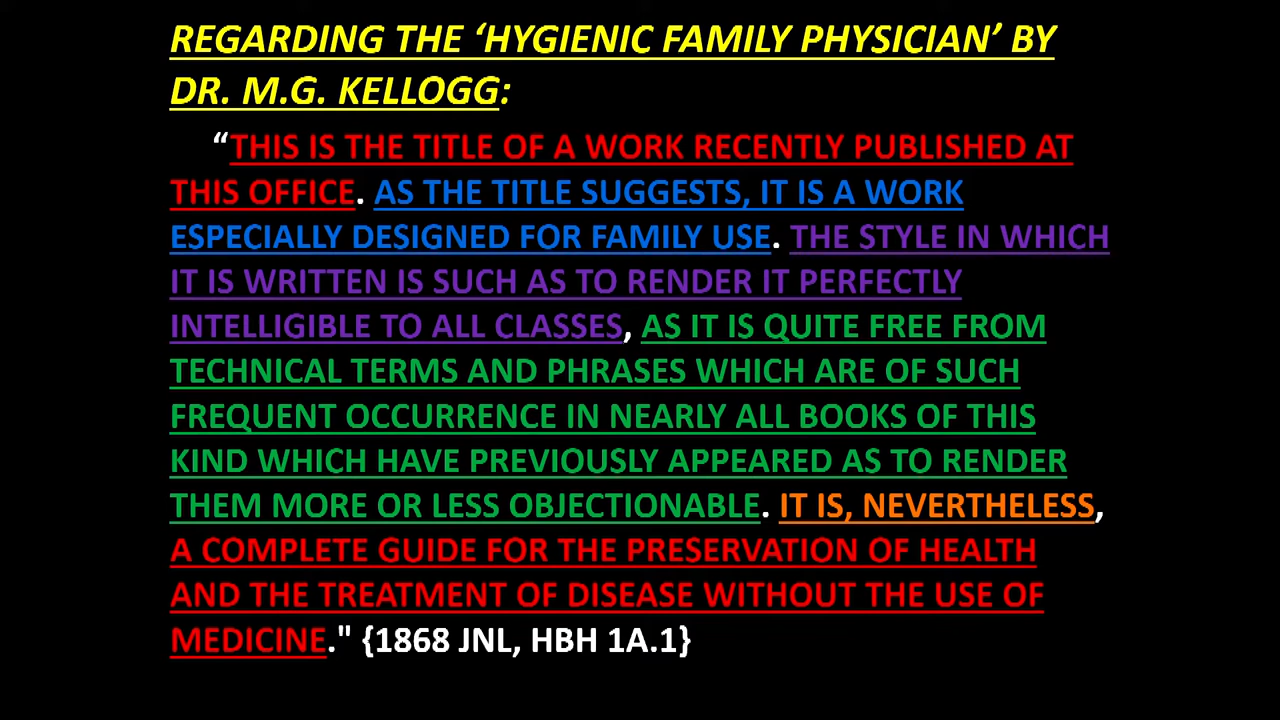 REGARDING THE ‘HYGIENIC FAMILY PHYSICIAN’ BY
DR. M.G. KELLOGG:
“THIS IS THE TITLE OF A WORK RECENTLY PUBLISHED AT
THIS OFFICE. AS THE TITLE SUGGESTS, IT IS A WORK
ESPECIALLY DESIGNED FOR FAMILY USE. THE STYLE IN WHICH
IT IS WRITTEN IS SUCH AS TO RENDER IT PERFECTLY
INTELLIGIBLE TO ALL CLASSES, AS IT IS QUITE FREE FROM
TECHNICAL TERMS AND PHRASES WHICH ARE OF SUCH
FREQUENT OCCURRENCE IN NEARLY ALL BOOKS OF THIS
KIND WHICH HAVE PREVIOUSLY APPEARED AS TO RENDER
THEM MORE OR LESS OBJECTIONABLE. IT IS, NEVERTHELESS,
A COMPLETE GUIDE FOR THE PRESERVATION OF HEALTH
AND THE TREATMENT OF DISEASE WITHOUT THE USE OF
MEDICINE." {1868 JNL, HBH 1A.1}